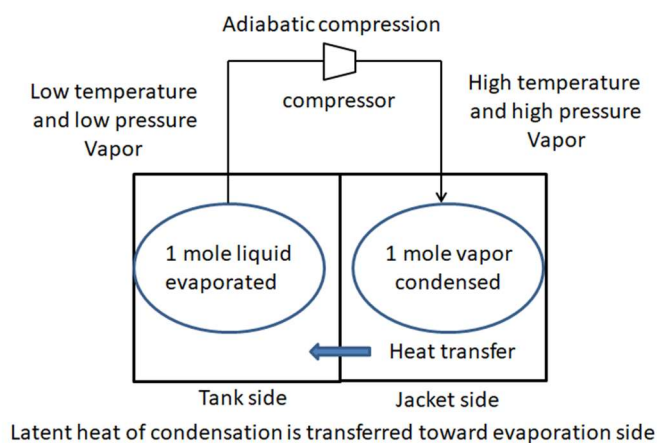 Adiabatic compression
Low temperature
and low pressure
Vapor
compressor
High temperature
and high pressure
Vapor
1 mole liquid
evaporated
1 mole vapor
condensed
Heat transfer
Tank side
Jacket side
Latent heat of condensation is transferred toward evaporation side